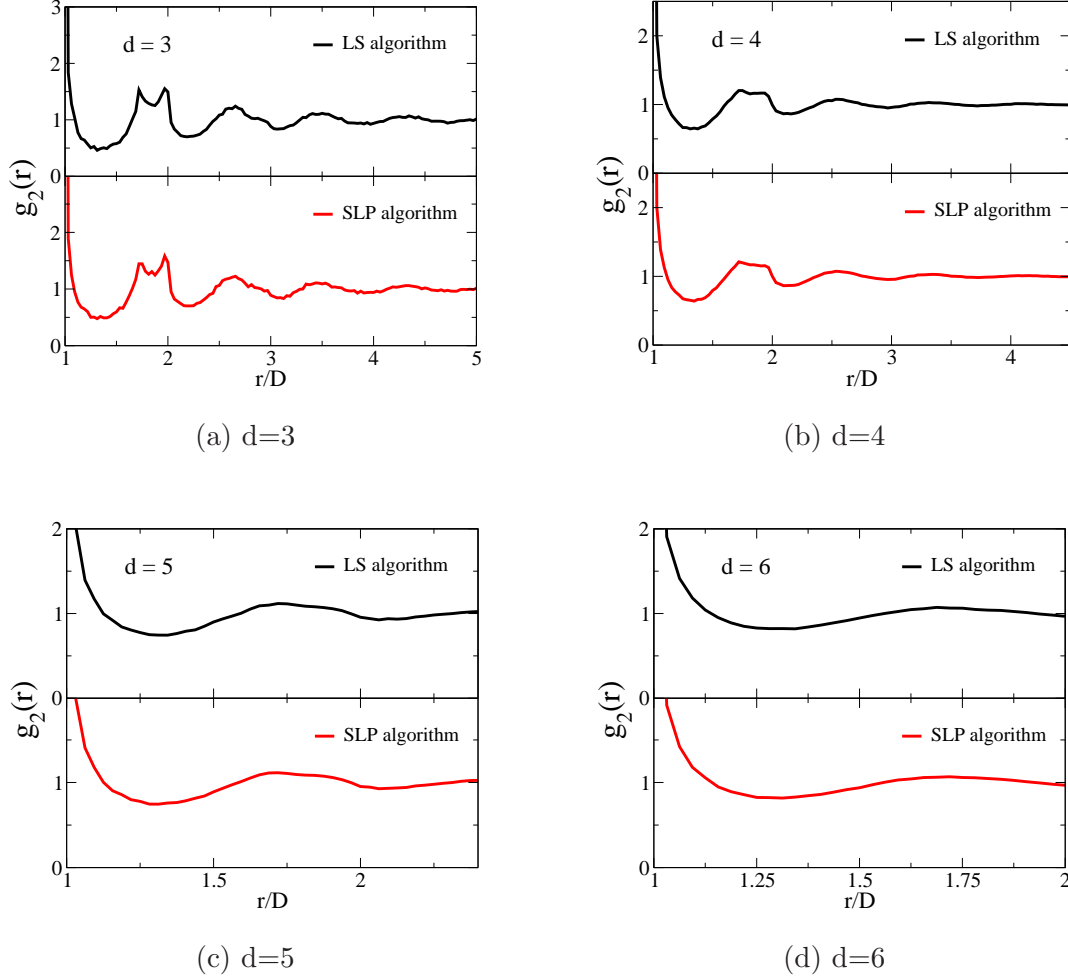 d = 3
LS algorithm
3
2
1
0
SLP algorithm
2
1
0
g₂(r)
1 2 3 4 5
r/D
(a) d=3
d = 4
LS algorithm
2
1
0
SLP algorithm
2
1
0
g₂(r)
1 2 3 4
r/D
(b) d=4
d = 5
LS algorithm
2
1
0
SLP algorithm
1
0
g₂(r)
1 1.5 2
r/D
(c) d=5
d = 6
LS algorithm
2
1
0
SLP algorithm
1
0
g₂(r)
1 1.25 1.5 1.75 2
r/D
(d) d=6